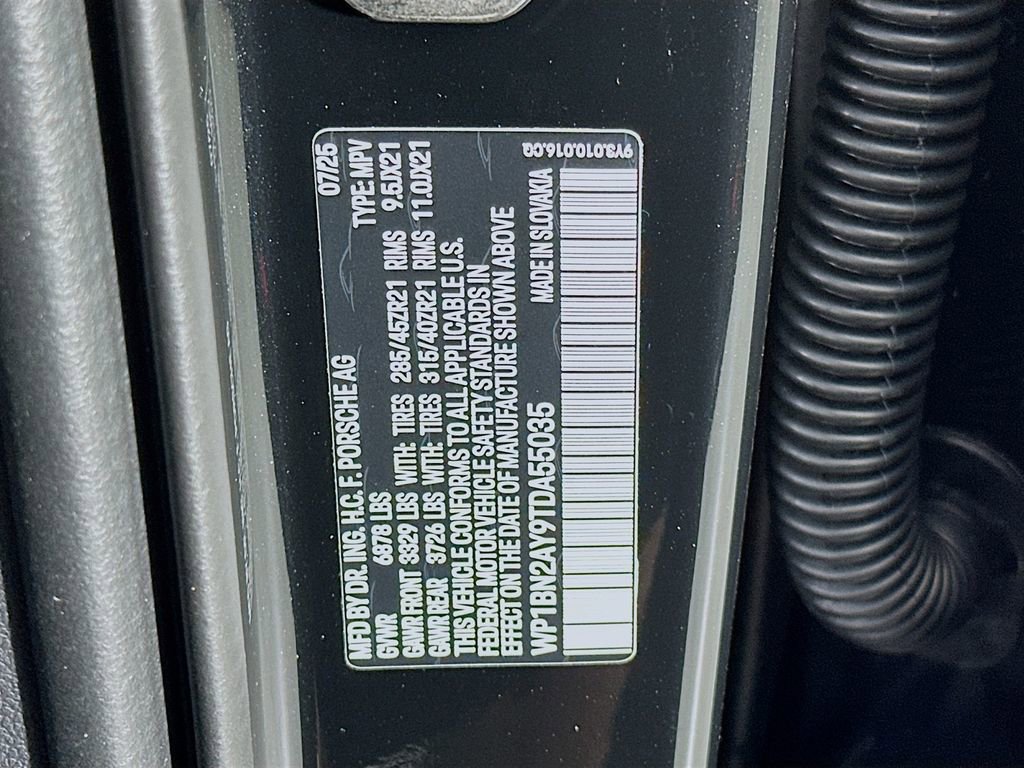 MFD BY DR. ING. H.C. F. PORSCHE AG 07/25
GVWR 6878 LBS TYPE: MPV
GAWR FRONT 3329 LBS WITH: TIRES 285/45ZR21 RIMS 9.5JX21
GAWR REAR 3726 LBS WITH: TIRES 315/40ZR21 RIMS 11.0JX21
THIS VEHICLE CONFORMS TO ALL APPLICABLE U.S.
FEDERAL MOTOR VEHICLE SAFETY STANDARDS IN
EFFECT ON THE DATE OF MANUFACTURE SHOWN ABOVE
WP1BN2AY9TDA55035 MADE IN SLOVAKIA
9Y3.010.016.CQ